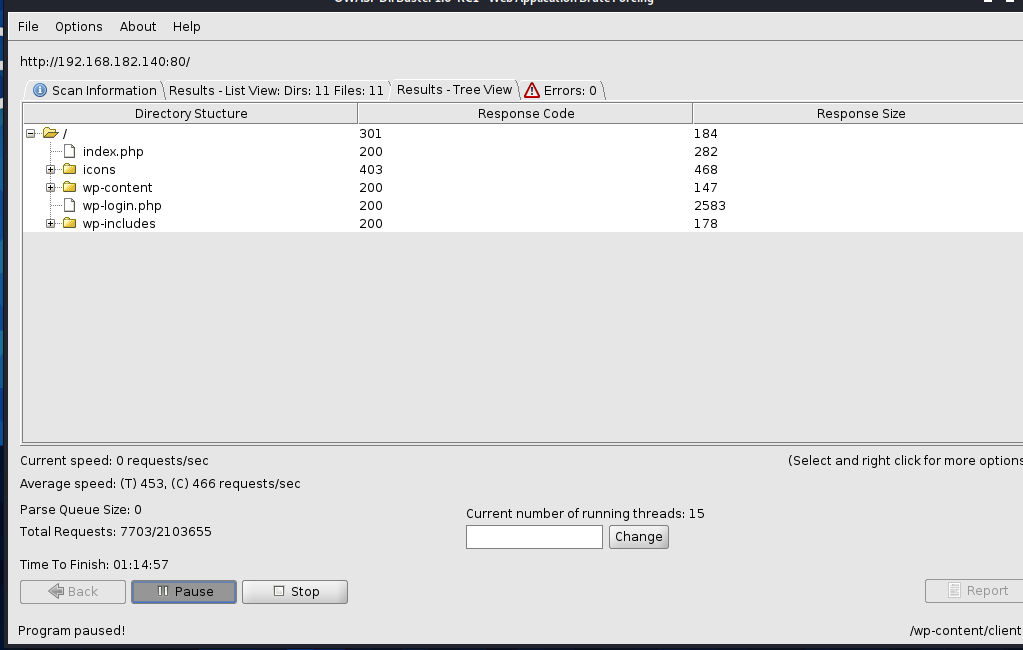 OWASP DirBuster 1.0-RC1 - Web Application Brute Forcing
File Options About Help
http://192.168.182.140:80/
Scan Information Results - List View: Dirs: 11 Files: 11 Results - Tree View Errors: 0
Directory Stucture Response Code Response Size
/ 301 184
index.php 200 282
icons 403 468
wp-content 200 147
wp-login.php 200 2583
wp-includes 200 178
Current speed: 0 requests/sec (Select and right click for more options
Average speed: (T) 453, (C) 466 requests/sec
Parse Queue Size: 0 Current number of running threads: 15
Total Requests: 7703/2103655 Change
Time To Finish: 01:14:57
Back Pause Stop Report
Program paused! /wp-content/client